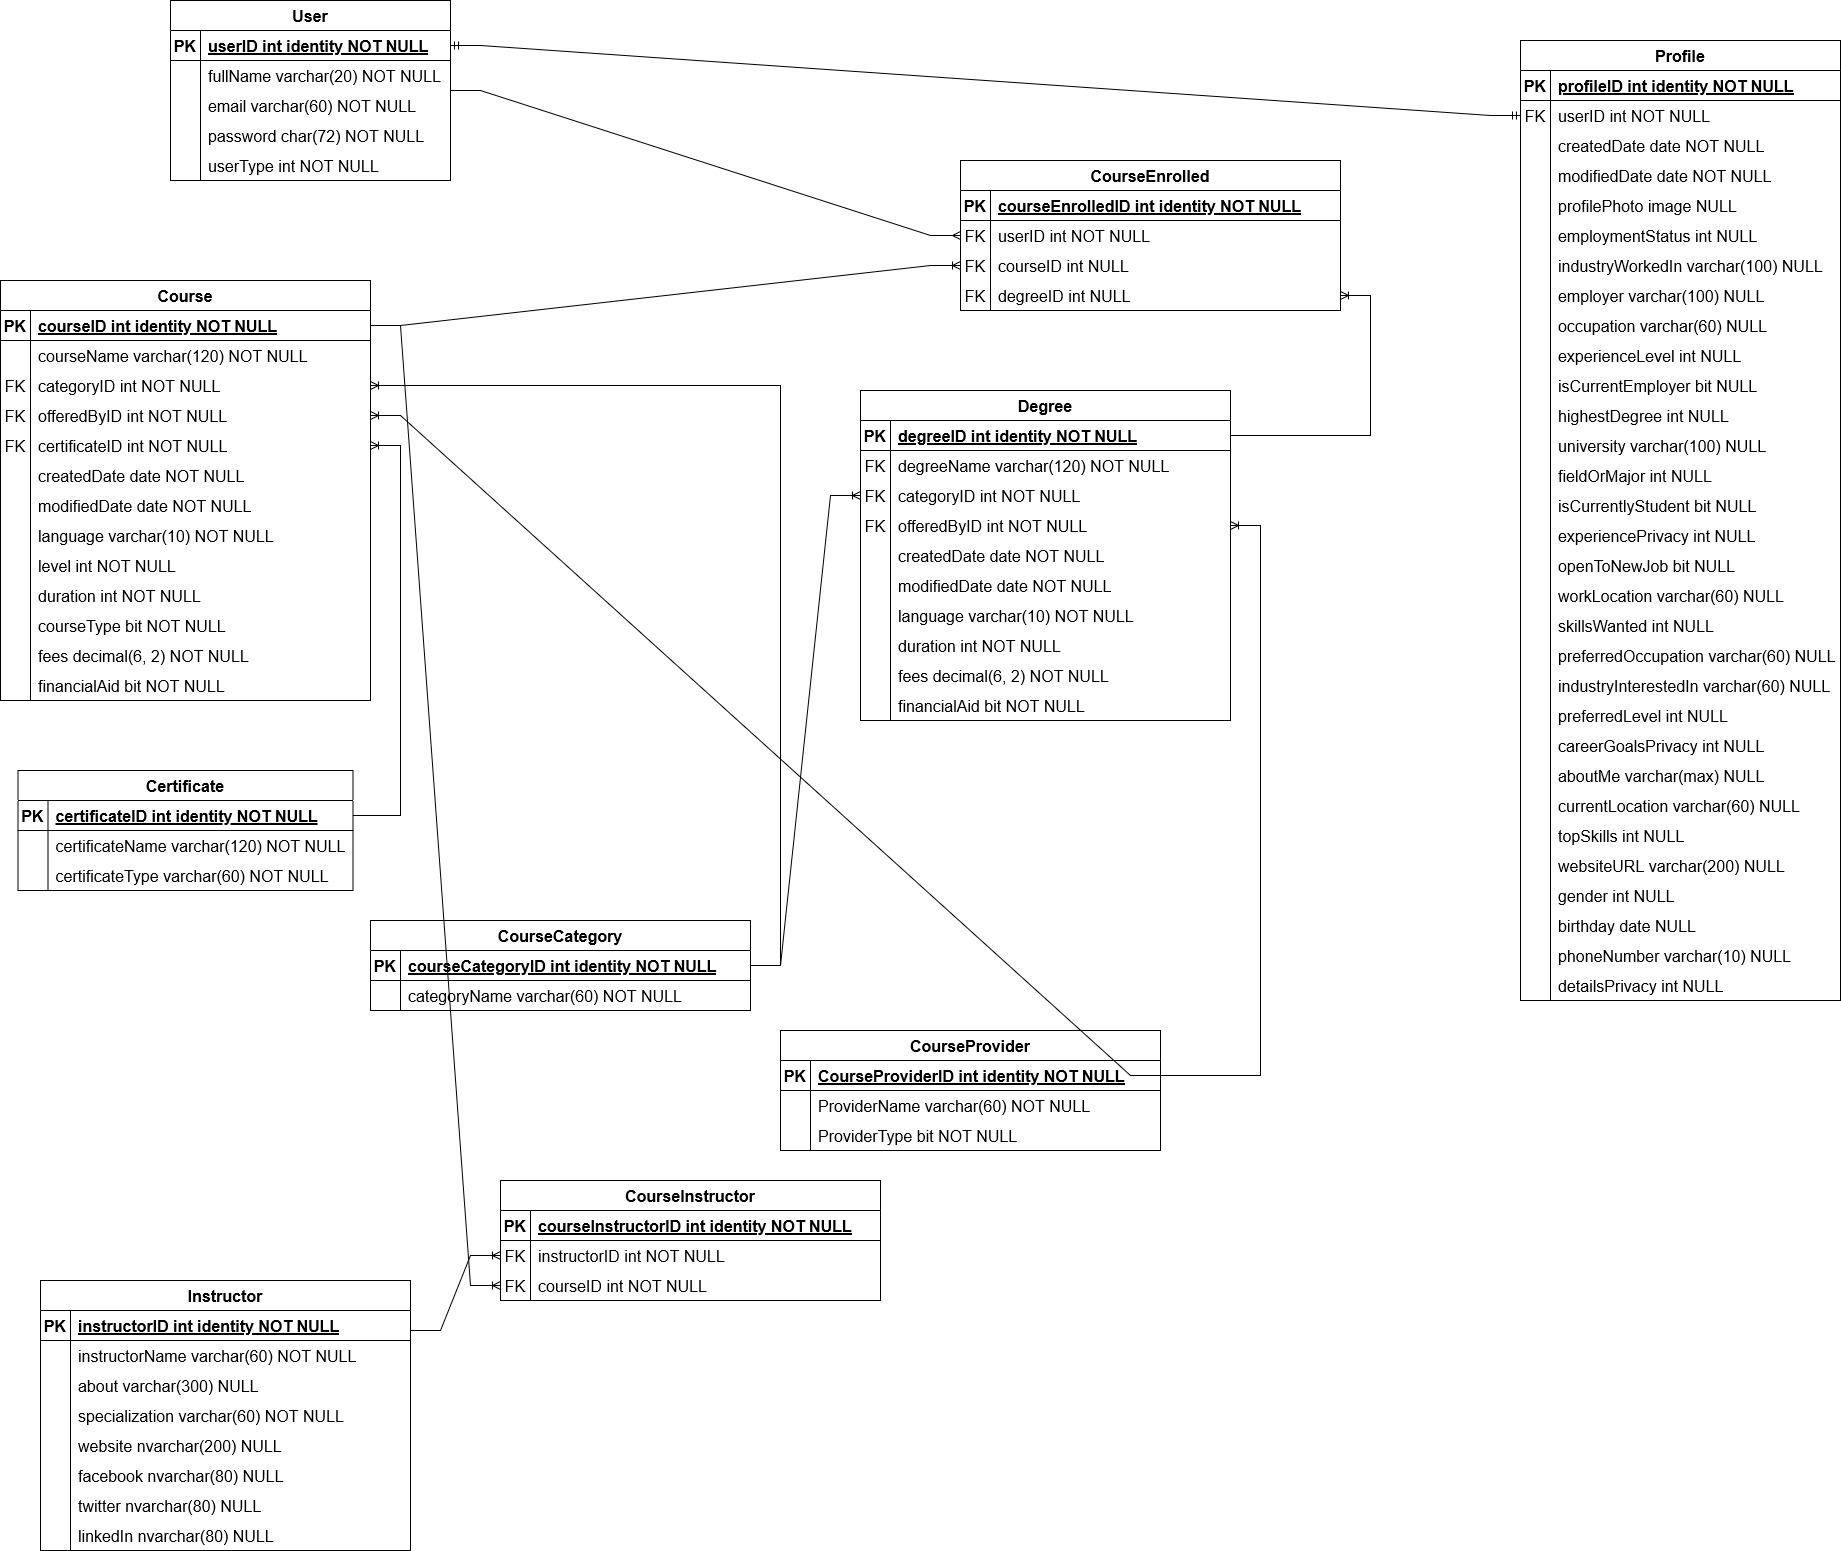 User
PK userID int identity NOT NULL
fullName varchar(20) NOT NULL
email varchar(60) NOT NULL
password char(72) NOT NULL
userType int NOT NULL
Profile
PK profileID int identity NOT NULL
FK userID int NOT NULL
createdDate date NOT NULL
modifiedDate date NOT NULL
profilePhoto image NULL
employmentStatus int NULL
industryWorkedIn varchar(100) NULL
employer varchar(100) NULL
occupation varchar(60) NULL
experienceLevel int NULL
isCurrentEmployer bit NULL
highestDegree int NULL
university varchar(100) NULL
fieldOrMajor int NULL
isCurrentlyStudent bit NULL
experiencePrivacy int NULL
openToNewJob bit NULL
workLocation varchar(60) NULL
skillsWanted int NULL
preferredOccupation varchar(60) NULL
industryInterestedIn varchar(60) NULL
preferredLevel int NULL
careerGoalsPrivacy int NULL
aboutMe varchar(max) NULL
currentLocation varchar(60) NULL
topSkills int NULL
websiteURL varchar(200) NULL
gender int NULL
birthday date NULL
phoneNumber varchar(10) NULL
detailsPrivacy int NULL
CourseEnrolled
PK courseEnrolledID int identity NOT NULL
FK userID int NOT NULL
FK courseID int NULL
FK degreeID int NULL
Course
PK courseID int identity NOT NULL
courseName varchar(120) NOT NULL
FK categoryID int NOT NULL
FK offeredByID int NOT NULL
FK certificateID int NOT NULL
createdDate date NOT NULL
modifiedDate date NOT NULL
language varchar(10) NOT NULL
level int NOT NULL
duration int NOT NULL
courseType bit NOT NULL
fees decimal(6, 2) NOT NULL
financialAid bit NOT NULL
Degree
PK degreeID int identity NOT NULL
FK degreeName varchar(120) NOT NULL
FK categoryID int NOT NULL
FK offeredByID int NOT NULL
createdDate date NOT NULL
modifiedDate date NOT NULL
language varchar(10) NOT NULL
duration int NOT NULL
fees decimal(6, 2) NOT NULL
financialAid bit NOT NULL
Certificate
PK certificateID int identity NOT NULL
certificateName varchar(120) NOT NULL
certificateType varchar(60) NOT NULL
CourseCategory
PK courseCategoryID int identity NOT NULL
categoryName varchar(60) NOT NULL
CourseProvider
PK CourseProviderID int identity NOT NULL
ProviderName varchar(60) NOT NULL
ProviderType bit NOT NULL
CourseInstructor
PK courseInstructorID int identity NOT NULL
FK instructorID int NOT NULL
FK courseID int NOT NULL
Instructor
PK instructorID int identity NOT NULL
instructorName varchar(60) NOT NULL
about varchar(300) NULL
specialization varchar(60) NOT NULL
website nvarchar(200) NULL
facebook nvarchar(80) NULL
twitter nvarchar(80) NULL
linkedIn nvarchar(80) NULL